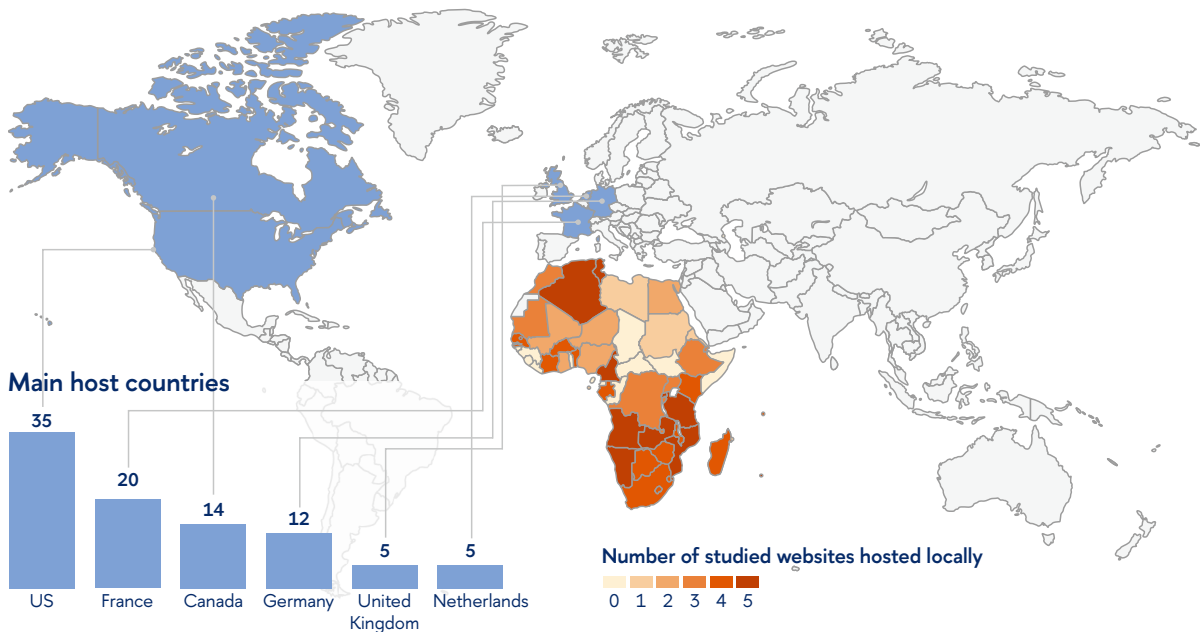 Main host countries
35
20
14
12
5
5
US
France
Canada
Germany
United
Kingdom
Netherlands
Number of studied websites hosted locally
0 1 2 3 4 5